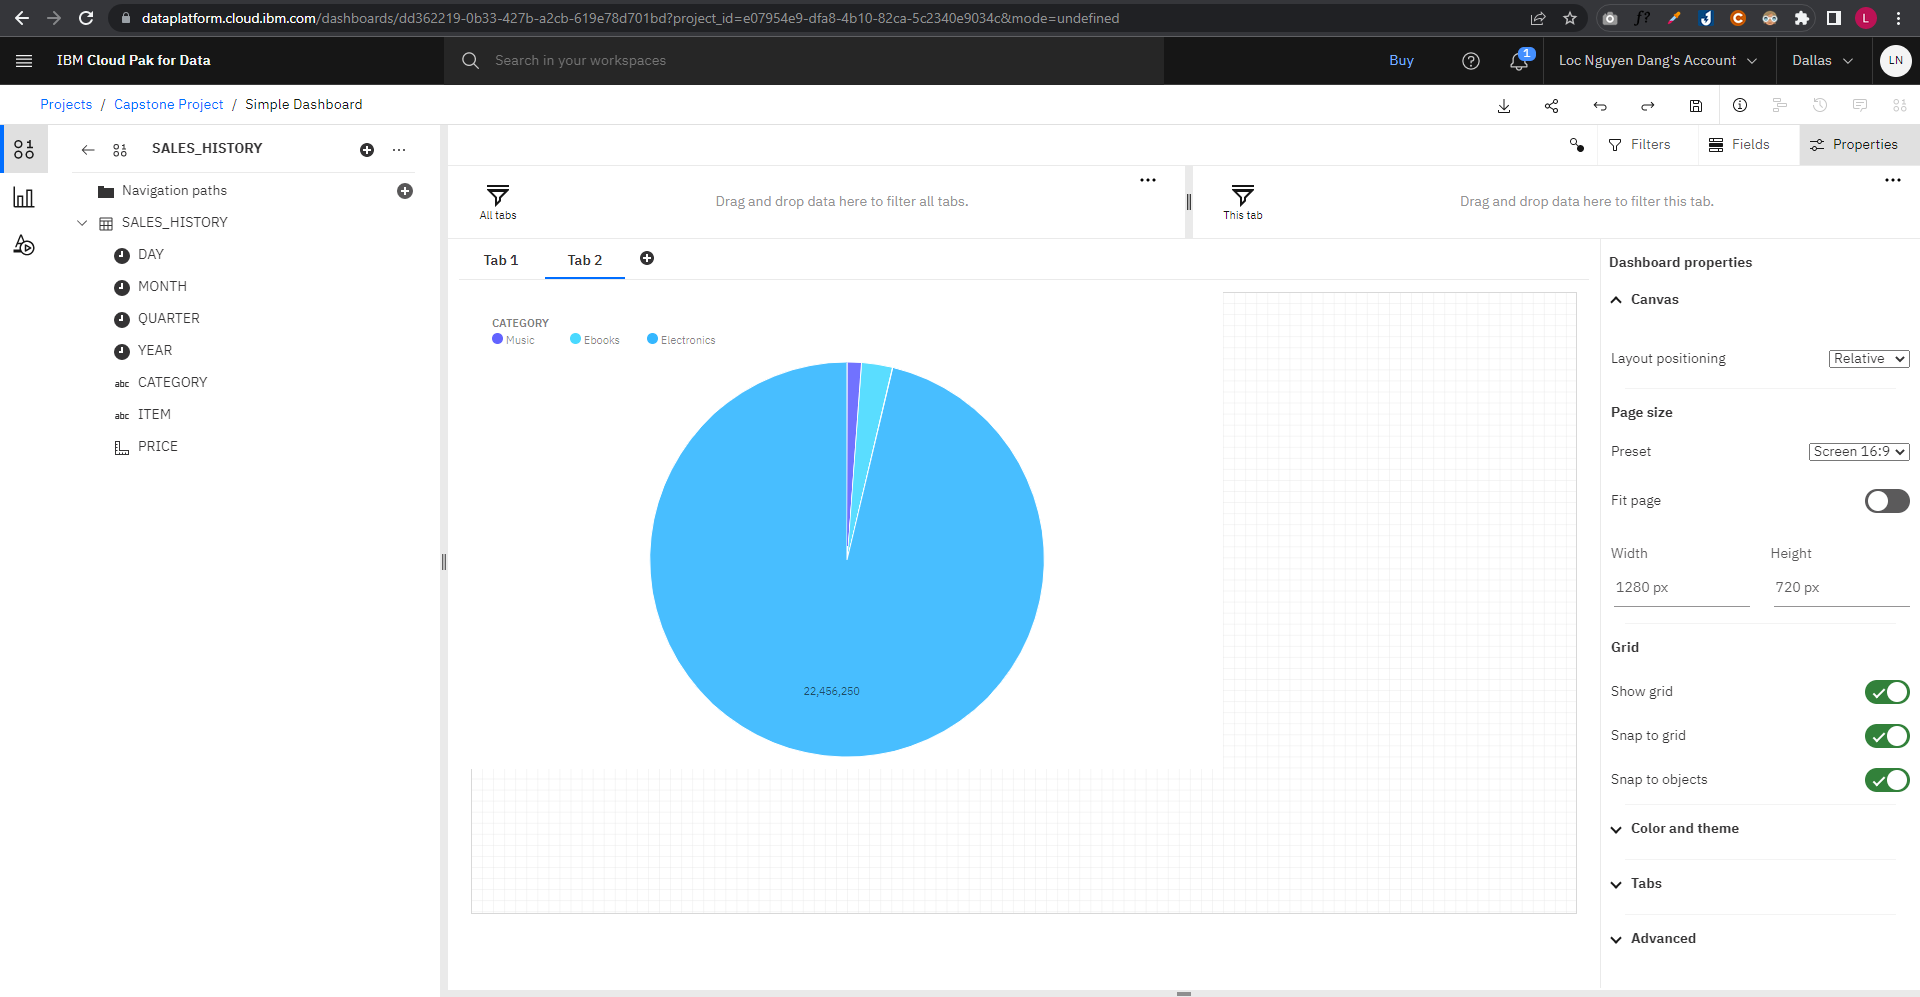 dataplatform.cloud.ibm.com/dashboards/dd362219-0b33-427b-a2cb-619e78d701bd?project_id=e07954e9-dfa8-4b10-82ca-5c2340e9034c&mode=undefined
IBM Cloud Pak for Data
Search in your workspaces
Buy
1
Loc Nguyen Dang's Account
Dallas
LN
L
Projects / Capstone Project / Simple Dashboard
SALES_HISTORY
Navigation paths
SALES_HISTORY
DAY
MONTH
QUARTER
YEAR
abc CATEGORY
abc ITEM
PRICE
Filters
Fields
Properties
All tabs
Drag and drop data here to filter all tabs.
This tab
Drag and drop data here to filter this tab.
Tab 1
Tab 2
CATEGORY
Music
Ebooks
Electronics
22,456,250
Dashboard properties
Canvas
Layout positioning
Relative
Page size
Preset
Screen 16:9
Fit page
Width
Height
1280 px
720 px
Grid
Show grid
Snap to grid
Snap to objects
Color and theme
Tabs
Advanced